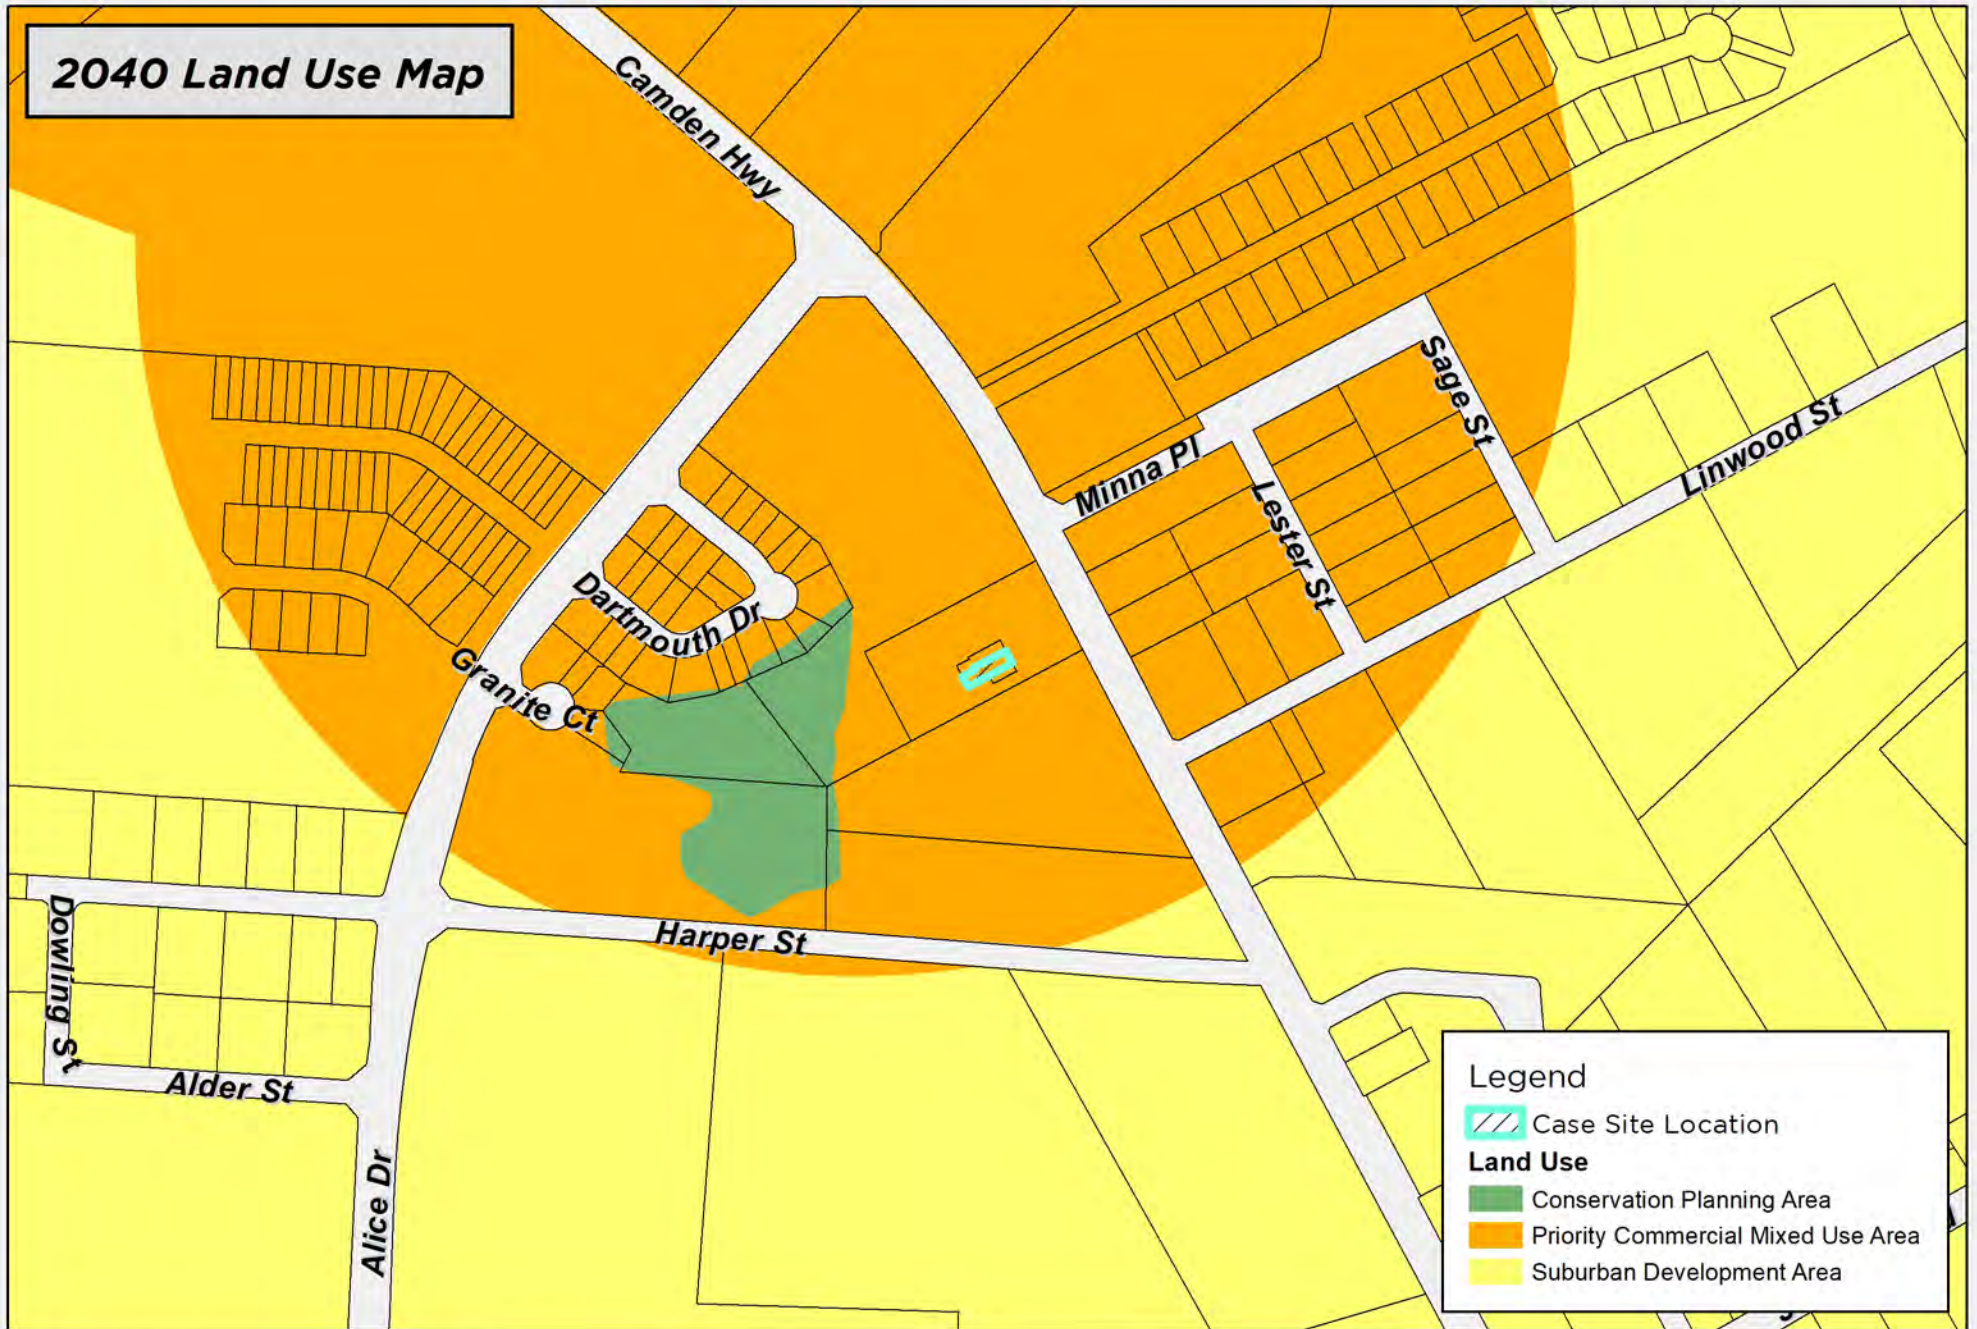 2040 Land Use Map
Camden Hwy
Sage St
Linwood St
Minna Pl
Lester St
Dartmouth Dr
Granite Ct
Harper St
Dowling St
Alder St
Alice Dr
Legend
Case Site Location
Land Use
Conservation Planning Area
Priority Commercial Mixed Use Area
Suburban Development Area